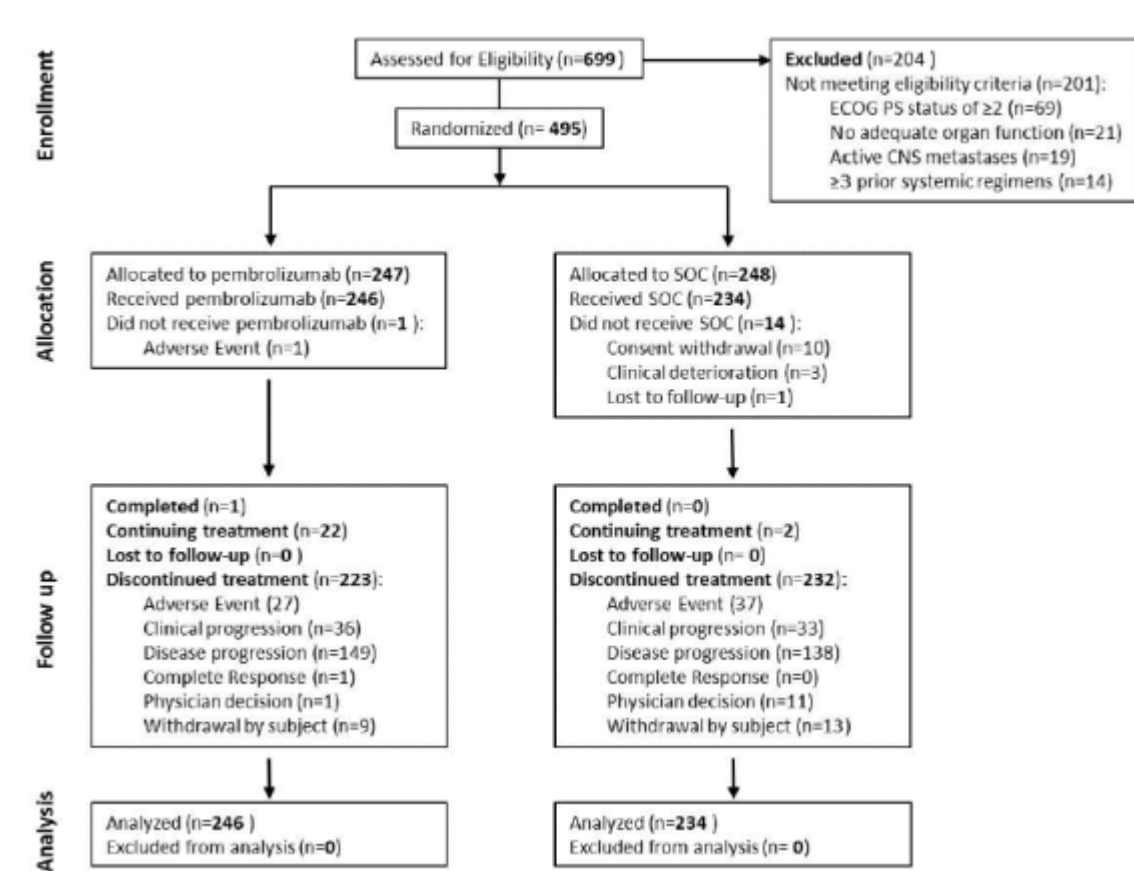 Enrollment
Assessed for Eligibility (n=699 )
Randomized (n= 495)
Excluded (n=204 )
Not meeting eligibility criteria (n=201):
ECOG PS status of ≥2 (n=69)
No adequate organ function (n=21)
Active CNS metastases (n=19)
≥3 prior systemic regimens (n=14)
Allocation
Allocated to pembrolizumab (n=247)
Received pembrolizumab (n=246)
Did not receive pembrolizumab (n=1 ):
Adverse Event (n=1)
Allocated to SOC (n=248)
Received SOC (n=234)
Did not receive SOC (n=14 ):
Consent withdrawal (n=10)
Clinical deterioration (n=3)
Lost to follow-up (n=1)
Follow up
Completed (n=1)
Continuing treatment (n=22)
Lost to follow-up (n=0 )
Discontinued treatment (n=223):
Adverse Event (27)
Clinical progression (n=36)
Disease progression (n=149)
Complete Response (n=1)
Physician decision (n=1)
Withdrawal by subject (n=9)
Completed (n=0)
Continuing treatment (n=2)
Lost to follow-up (n= 0)
Discontinued treatment (n=232):
Adverse Event (37)
Clinical progression (n=33)
Disease progression (n=138)
Complete Response (n=0)
Physician decision (n=11)
Withdrawal by subject (n=13)
Analysis
Analyzed (n=246 )
Excluded from analysis (n=0)
Analyzed (n=234 )
Excluded from analysis (n= 0)